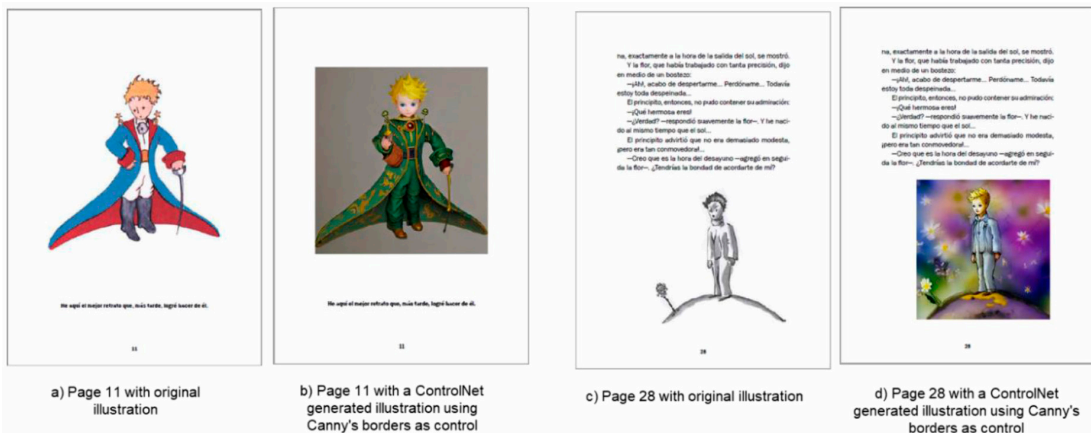 He aquí el mejor retrato que, más tarde, logré hacer de él.
11
a) Page 11 with original
illustration
He aquí el mejor retrato que, más tarde, logré hacer de él.
11
b) Page 11 with a ControlNet
generated illustration using
Canny's borders as control
na, exactamente a la hora de la salida del sol, se mostró.
Y la flor, que había trabajado con tanta precisión, dijo
en medio de un bostezo:
—¡Ah!, acabo de despertarme... Perdóname... Todavía
estoy toda despeinada...
El principito, entonces, no pudo contener su admiración:
—¡Qué hermosa eres!
—¿Verdad? —respondió suavemente la flor—. Y he naci-
do al mismo tiempo que el sol...
El principito advirtió que no era demasiado modesta,
¡pero era tan conmovedora!...
—Creo que es la hora del desayuno —agregó en segui-
da la flor—. ¿Tendrías la bondad de acordarte de mí?
28
c) Page 28 with original illustration
na, exactamente a la hora de la salida del sol, se mostró.
Y la flor, que había trabajado con tanta precisión, dijo
en medio de un bostezo:
—¡Ah!, acabo de despertarme... Perdóname... Todavía
estoy toda despeinada...
El principito, entonces, no pudo contener su admiración:
—¡Qué hermosa eres!
—¿Verdad? —respondió suavemente la flor—. Y he naci-
do al mismo tiempo que el sol...
El principito advirtió que no era demasiado modesta,
¡pero era tan conmovedora!...
—Creo que es la hora del desayuno —agregó en segui-
da la flor—. ¿Tendrías la bondad de acordarte de mí?
28
d) Page 28 with a ControlNet
generated illustration using Canny's
borders as control